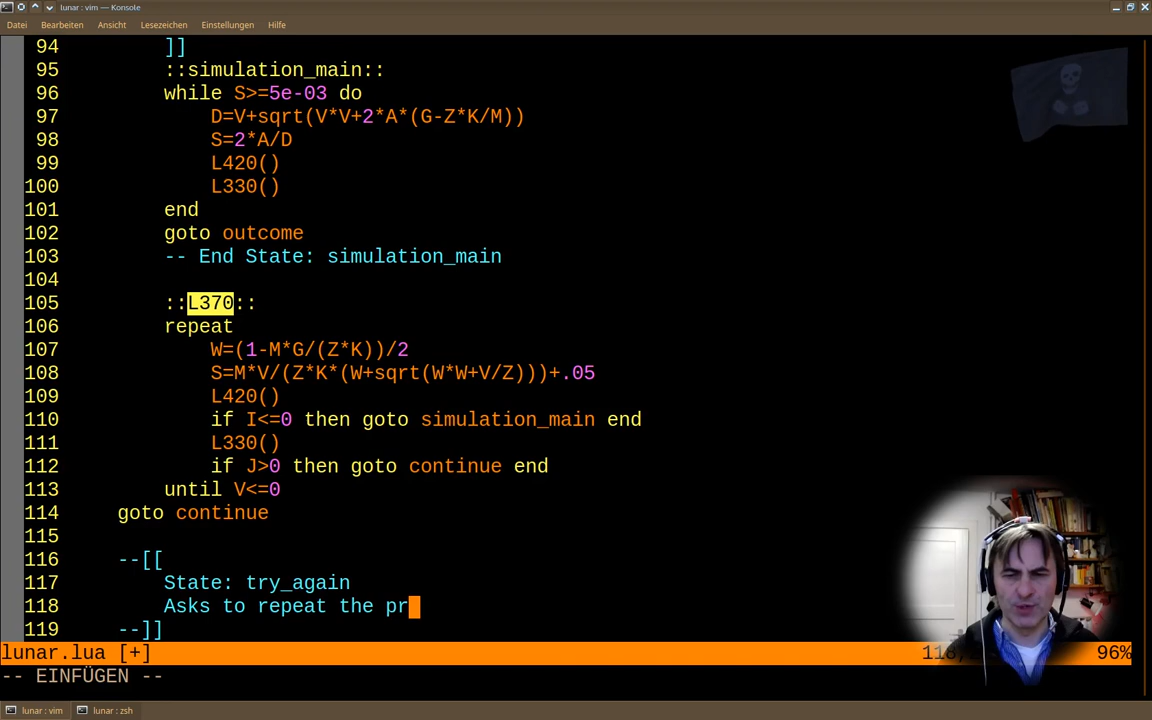 lunar : vim — Konsole
Datei Bearbeiten Ansicht Lesezeichen Einstellungen Hilfe
94 ]]
95 ::simulation_main::
96 while S>=5e-03 do
97 D=V+sqrt(V*V+2*A*(G-Z*K/M))
98 S=2*A/D
99 L420()
100 L330()
101 end
102 goto outcome
103 -- End State: simulation_main
104
105 ::L370::
106 repeat
107 W=(1-M*G/(Z*K))/2
108 S=M*V/(Z*K*(W+sqrt(W*W+V/Z)))+.05
109 L420()
110 if I<=0 then goto simulation_main end
111 L330()
112 if J>0 then goto continue end
113 until V<=0
114 goto continue
115
116 --[[
117 State: try_again
118 Asks to repeat the pr
119 --]]
lunar.lua [+] 96%
-- EINFÜGEN --
lunar : vim lunar : zsh